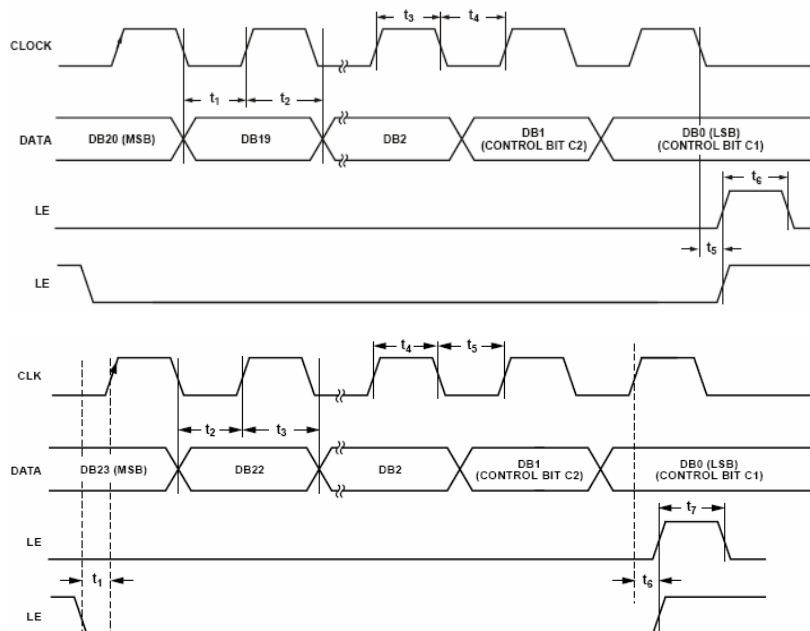 t3 t4
CLOCK
t1 t2
DATA DB20 (MSB) DB19 DB2 DB1 (CONTROL BIT C2) DB0 (LSB) (CONTROL BIT C1)
t6
LE
t5
LE
t4 t5
CLK
t2 t3
DATA DB23 (MSB) DB22 DB2 DB1 (CONTROL BIT C2) DB0 (LSB) (CONTROL BIT C1)
t7
LE
t1 t6
LE